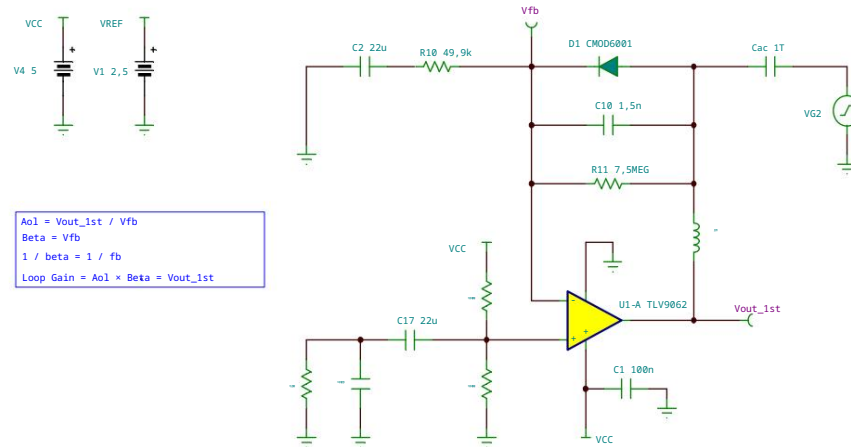 VCC
VREF
V4 5
V1 2,5
Vfb
C2 22u
R10 49,9k
D1 CMOD6001
Cac 1T
VG2
C10 1,5n
R11 7,5MEG
Aol = Vout_1st / Vfb
Beta = Vfb
1 / beta = 1 / fb
Loop Gain = Aol × Beta = Vout_1st
VCC
U1-A TLV9062
Vout_1st
C17 22u
C1 100n
VCC